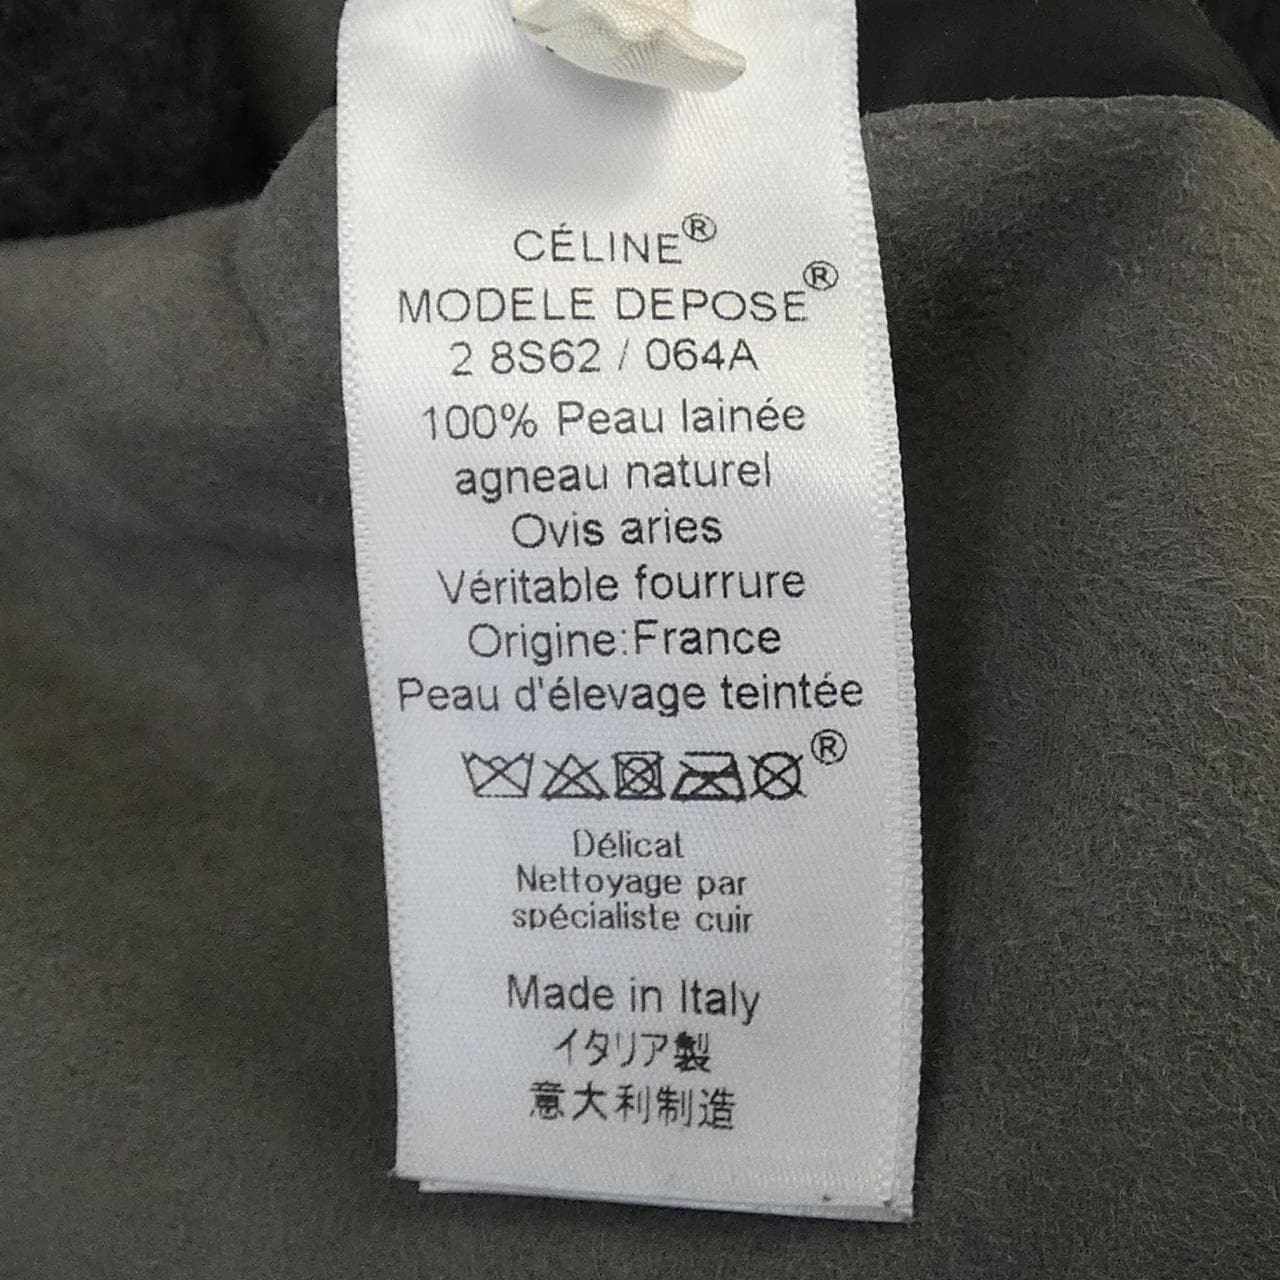 CÉLINE®
MODELE DEPOSE®
2 8S62 / 064A
100% Peau lainée
agneau naturel
Ovis aries
Véritable fourrure
Origine:France
Peau d'élevage teintée
®
Délicat
Nettoyage par
spécialiste cuir
Made in Italy
イタリア製
意大利制造